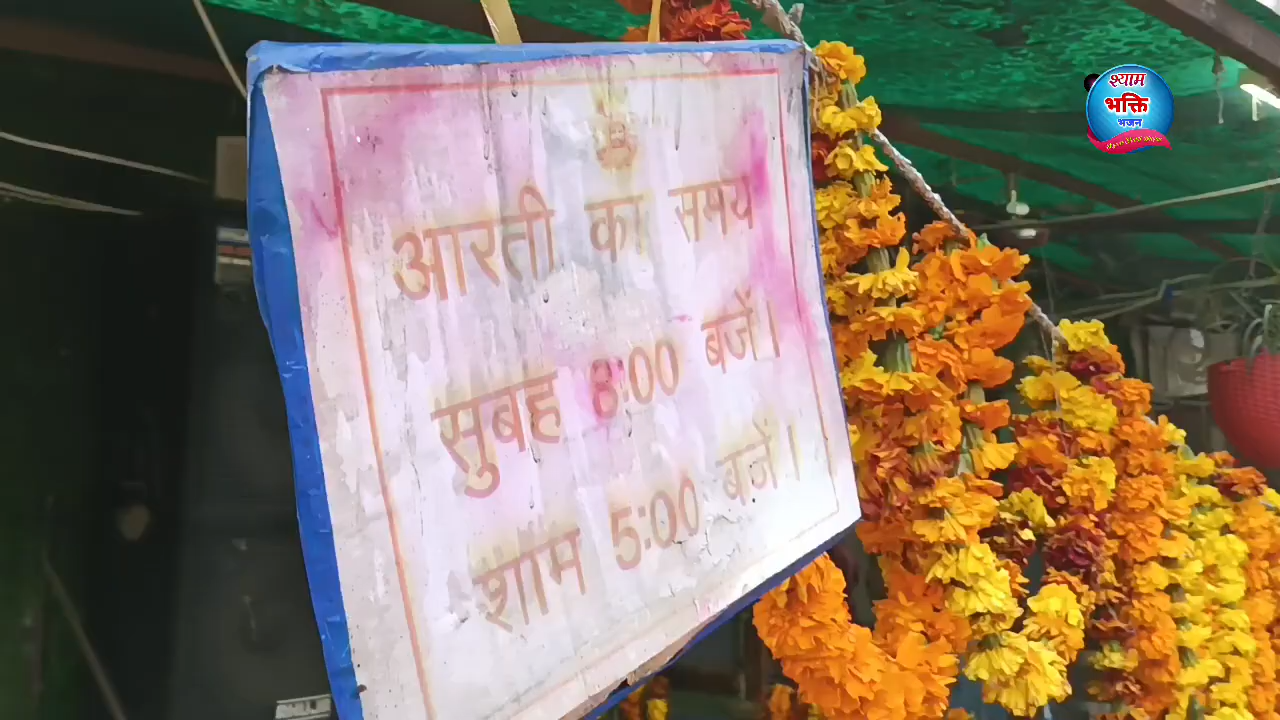 आरती का समय
सुबह 8:00 बजें।
शाम 5:00 बजें।
श्याम
भक्ति
भजन